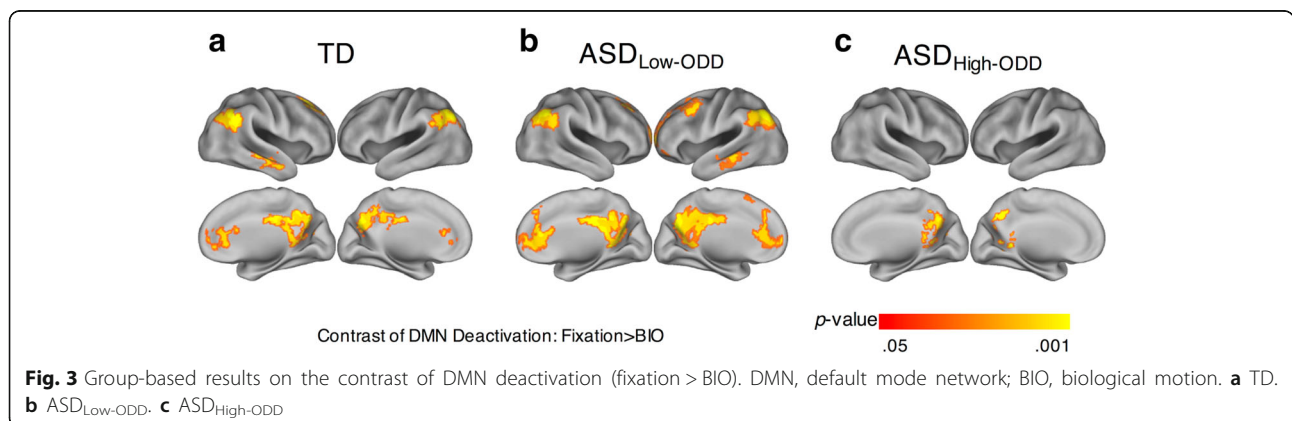 a b c
TD ASDLow-ODD ASDHigh-ODD
Contrast of DMN Deactivation: Fixation>BIO
p-value
.05 .001
Fig. 3 Group-based results on the contrast of DMN deactivation (fixation > BIO). DMN, default mode network; BIO, biological motion. a TD.
b ASDLow-ODD. c ASDHigh-ODD